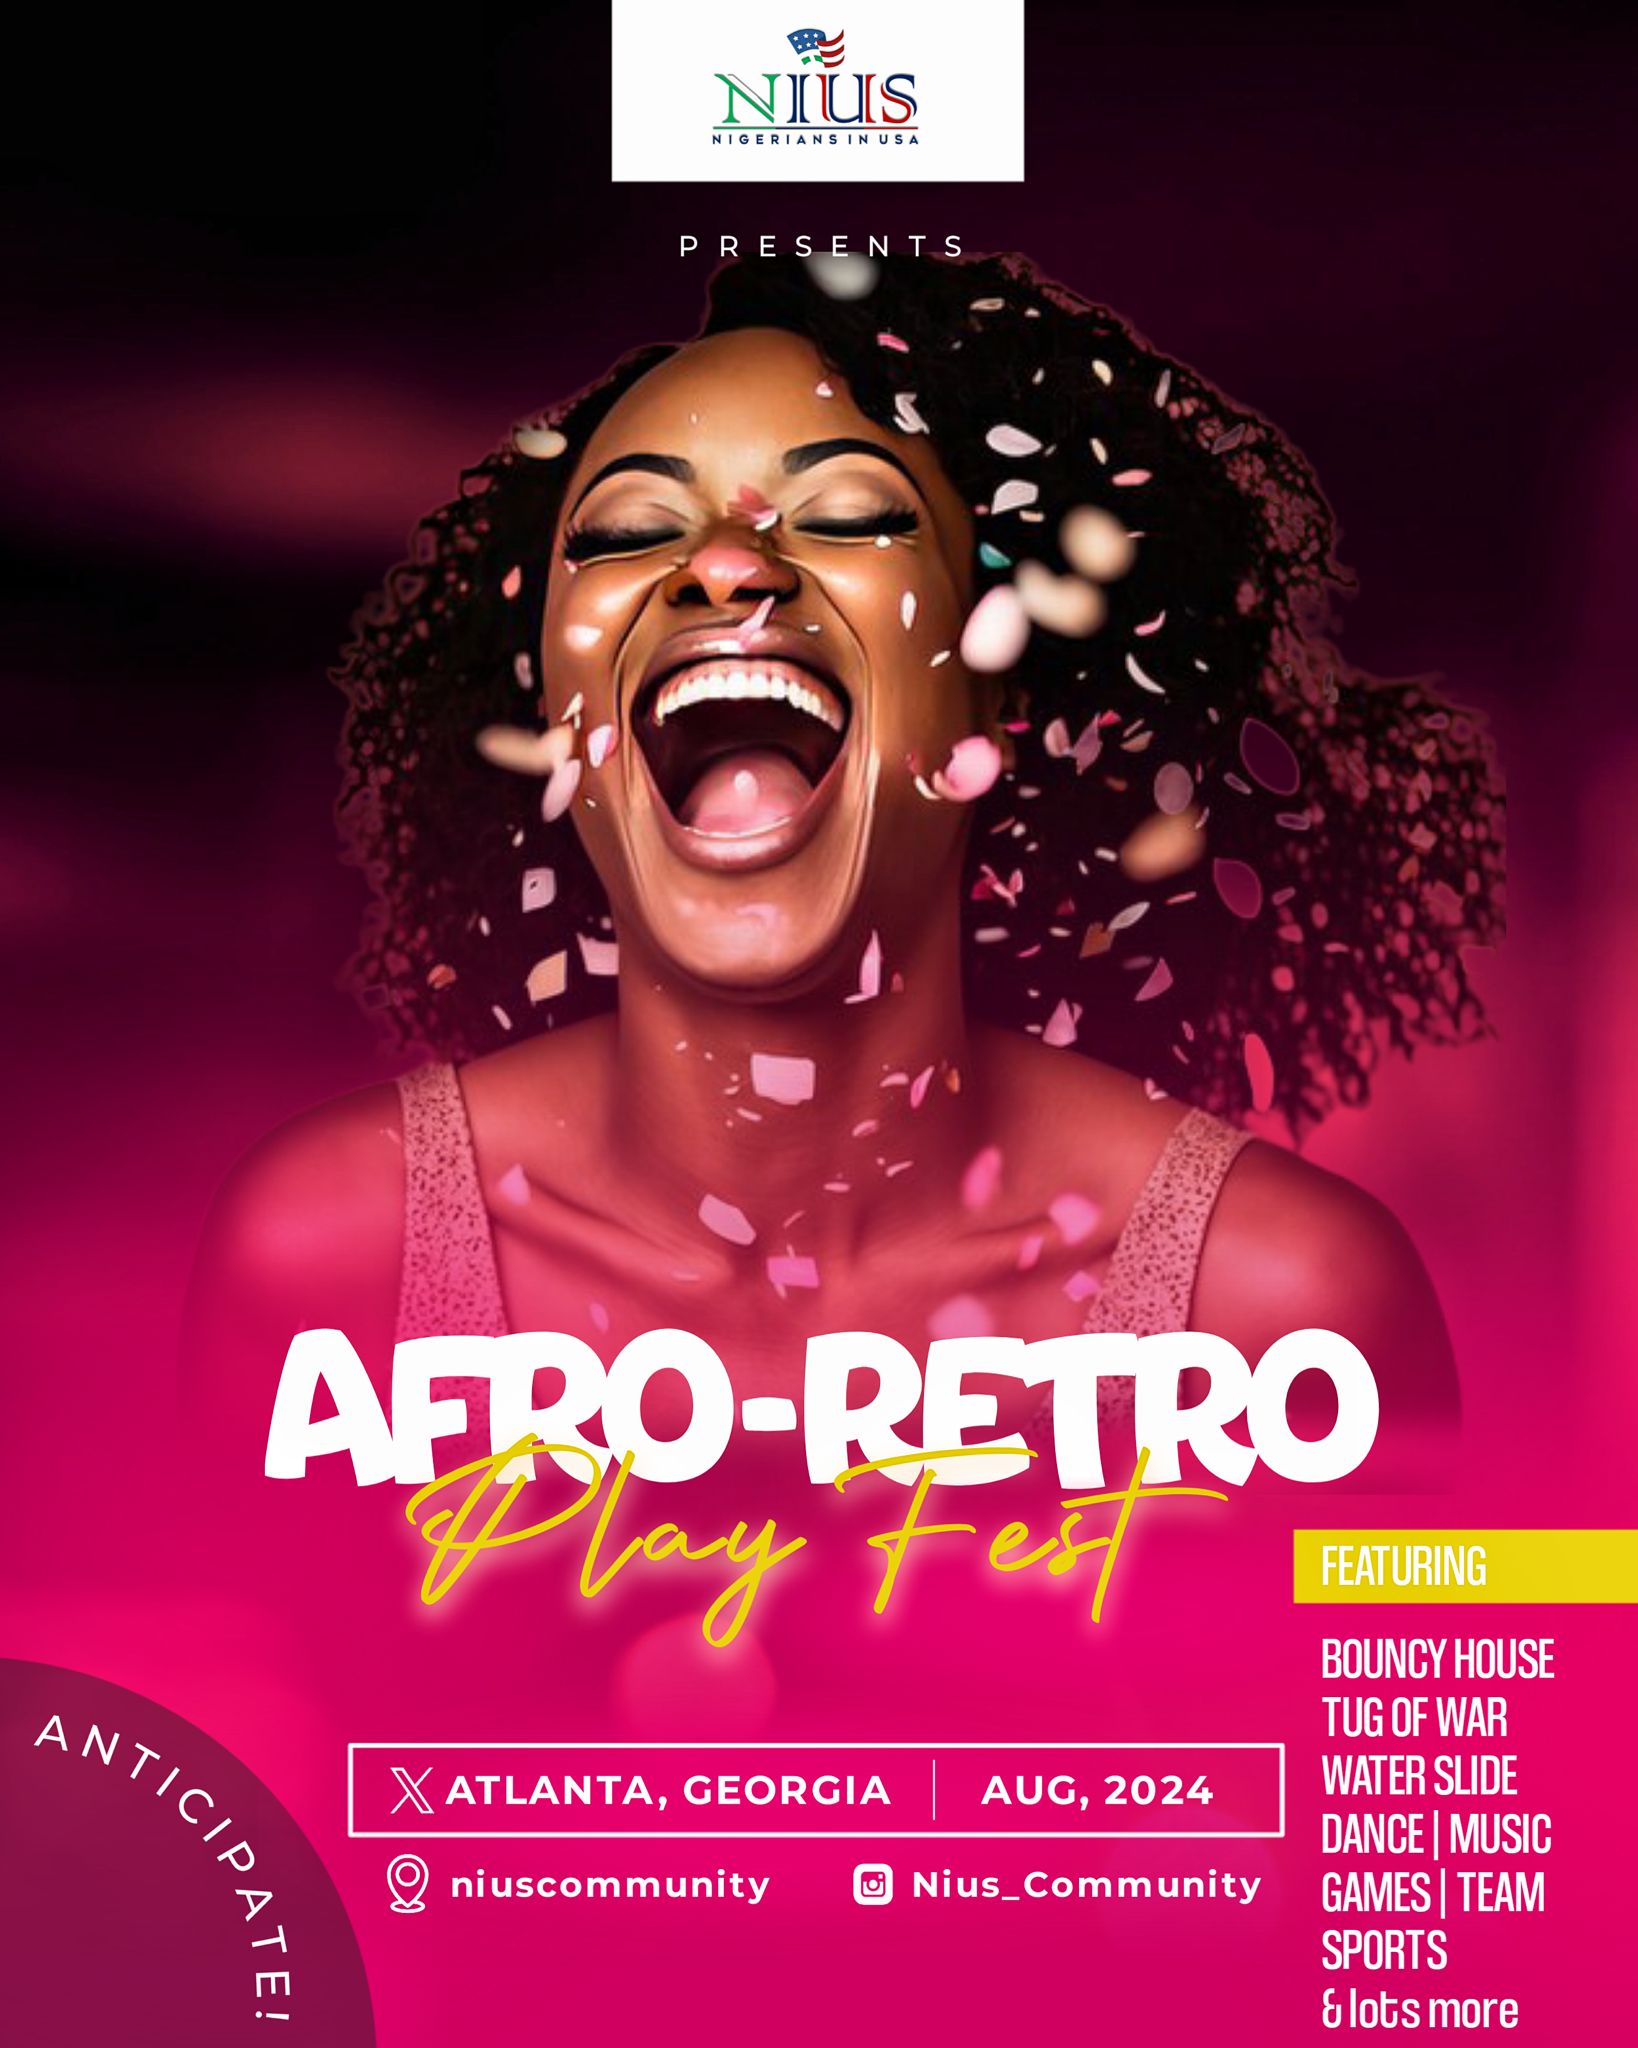 NIUS
NIGERIANS IN USA
PRESENTS
AFRO-RETRO
Play Fest
FEATURING
BOUNCY HOUSE
TUG OF WAR
WATER SLIDE
DANCE | MUSIC
GAMES | TEAM
SPORTS
& lots more
ANTICIPATE!
ATLANTA, GEORGIA | AUG, 2024
niuscommunity Nius_Community